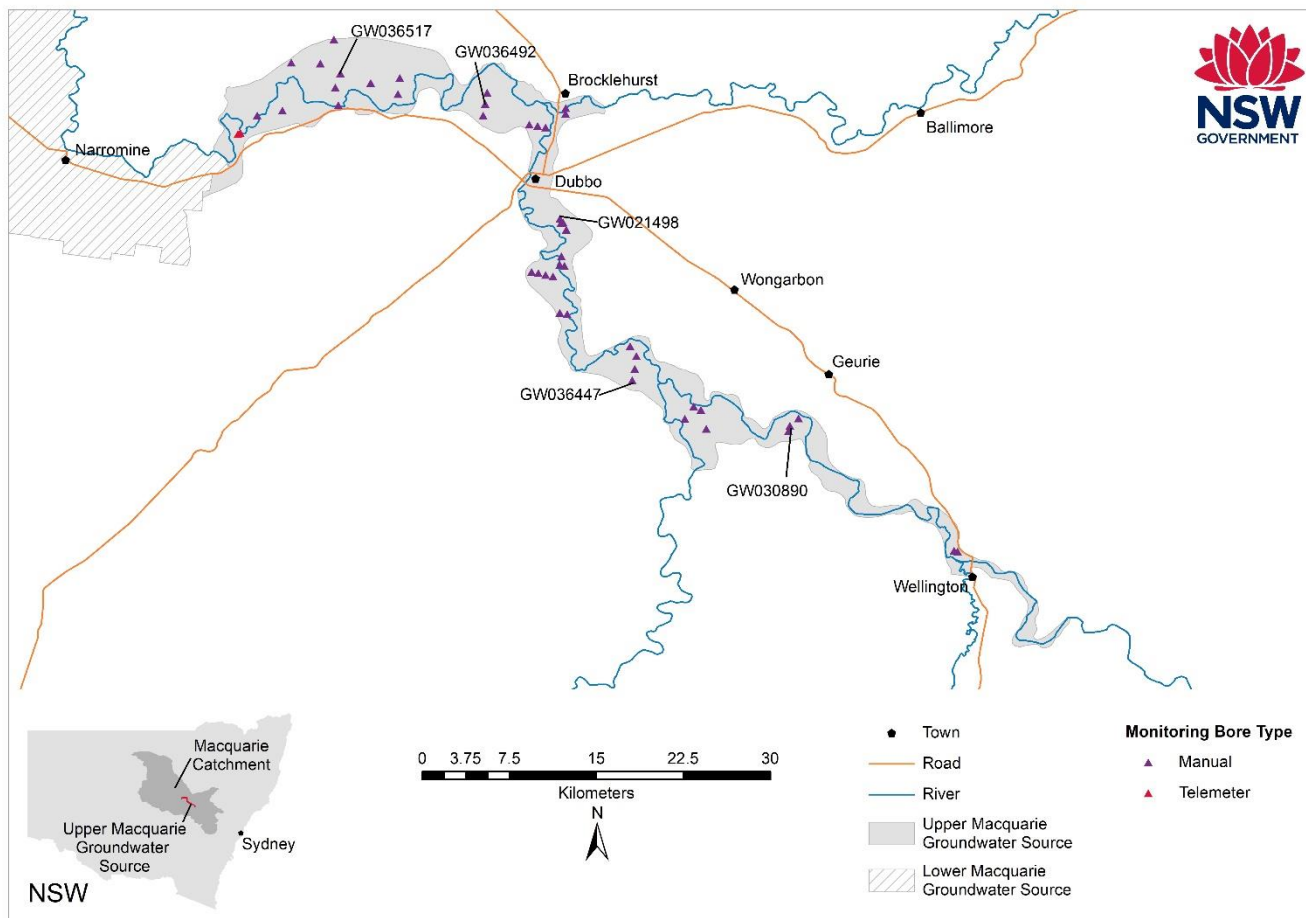 GW036517
GW036492
Brocklehurst
Ballimore
NSW
GOVERNMENT
Narromine
Dubbo
GW021498
Wongarbon
Geurie
GW036447
GW030890
Wellington
Macquarie
Catchment
Upper Macquarie
Groundwater
Source
Sydney
NSW
0 3.75 7.5 15 22.5 30
Kilometers
N
Town
Road
River
Upper Macquarie
Groundwater Source
Lower Macquarie
Groundwater Source
Monitoring Bore Type
Manual
Telemeter